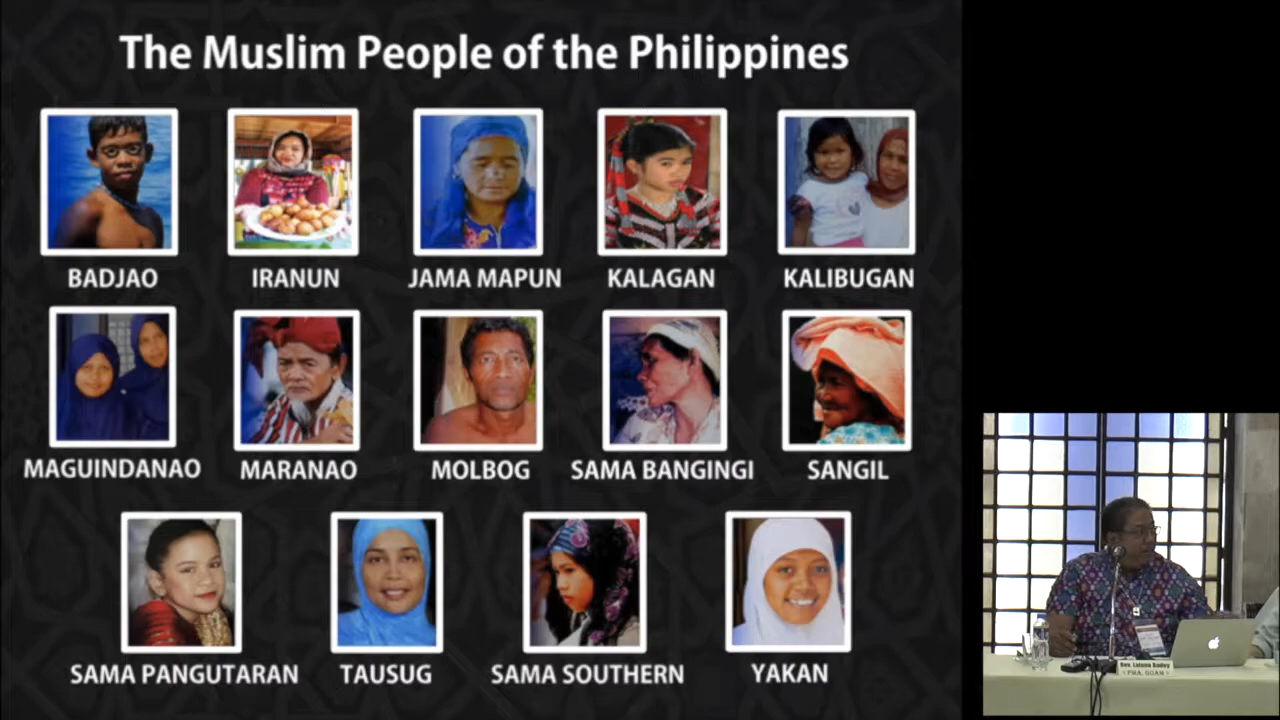 The Muslim People of the Philippines
BADJAO
IRANUN
JAMA MAPUN
KALAGAN
KALIBUGAN
MAGUINDANAO
MARANAO
MOLBOG
SAMA BANGINGI
SANGIL
SAMA PANGUTARAN
TAUSUG
SAMA SOUTHERN
YAKAN
Rev.